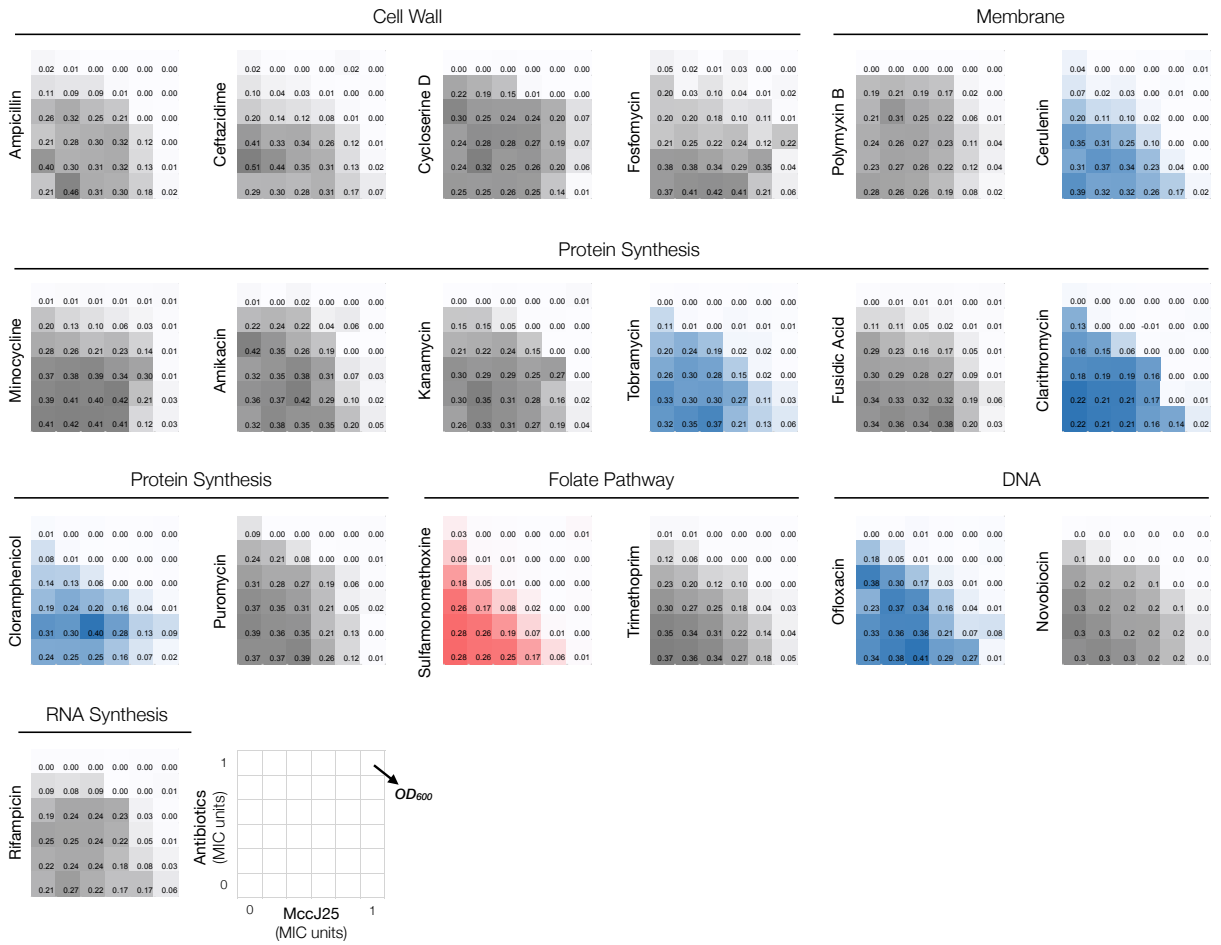 Cell Wall
Membrane
Ampicillin
0.02 0.01 0.00 0.00 0.00 0.00
0.11 0.09 0.09 0.01 0.00 0.00
0.26 0.32 0.25 0.21 0.00 0.00
0.21 0.28 0.30 0.32 0.12 0.00
0.40 0.30 0.31 0.32 0.13 0.01
0.21 0.46 0.31 0.30 0.18 0.02
Ceftazidime
0.02 0.00 0.00 0.00 0.02 0.00
0.10 0.04 0.03 0.01 0.00 0.00
0.20 0.14 0.12 0.08 0.01 0.00
0.41 0.33 0.34 0.26 0.12 0.01
0.51 0.44 0.35 0.31 0.13 0.02
0.29 0.30 0.28 0.31 0.17 0.07
Cycloserine D
0.00 0.00 0.00 0.00 0.00 0.00
0.22 0.19 0.15 0.01 0.00 0.00
0.30 0.25 0.24 0.24 0.20 0.07
0.24 0.28 0.28 0.27 0.19 0.07
0.24 0.32 0.25 0.26 0.20 0.06
0.25 0.25 0.26 0.25 0.14 0.01
Fosfomycin
0.05 0.02 0.01 0.03 0.00 0.00
0.20 0.03 0.10 0.04 0.02 0.00
0.20 0.20 0.18 0.10 0.11 0.01
0.21 0.25 0.22 0.24 0.12 0.22
0.38 0.38 0.34 0.29 0.35 0.04
0.37 0.41 0.42 0.41 0.21 0.06
Polymyxin B
0.00 0.00 0.00 0.00 0.00 0.00
0.19 0.21 0.19 0.17 0.02 0.00
0.21 0.31 0.25 0.22 0.06 0.01
0.24 0.26 0.27 0.23 0.11 0.04
0.23 0.27 0.26 0.22 0.12 0.04
0.28 0.26 0.26 0.19 0.08 0.02
Cerulenin
0.04 0.00 0.00 0.00 0.00 0.01
0.07 0.02 0.03 0.00 0.01 0.00
0.20 0.11 0.10 0.02 0.00 0.00
0.35 0.31 0.25 0.10 0.00 0.00
0.31 0.37 0.34 0.23 0.04 0.00
0.39 0.32 0.32 0.26 0.17 0.02
Protein Synthesis
Minocycline
0.01 0.01 0.01 0.01 0.01 0.01
0.20 0.13 0.10 0.06 0.03 0.01
0.28 0.26 0.21 0.23 0.14 0.01
0.37 0.38 0.39 0.34 0.30 0.01
0.39 0.41 0.40 0.42 0.21 0.03
0.41 0.42 0.41 0.41 0.12 0.03
Amikacin
0.01 0.00 0.02 0.00 0.00 0.00
0.22 0.24 0.22 0.04 0.06 0.00
0.42 0.35 0.26 0.19 0.00 0.00
0.32 0.35 0.38 0.31 0.07 0.03
0.36 0.37 0.42 0.29 0.10 0.02
0.32 0.38 0.35 0.35 0.20 0.05
Kanamycin
0.00 0.00 0.00 0.00 0.00 0.01
0.15 0.15 0.05 0.00 0.00 0.00
0.21 0.22 0.24 0.15 0.00 0.00
0.30 0.29 0.29 0.25 0.27 0.00
0.30 0.35 0.31 0.28 0.16 0.00
0.26 0.33 0.31 0.27 0.19 0.04
Tobramycin
0.00 0.00 0.00 0.00 0.00 0.00
0.11 0.01 0.00 0.01 0.01 0.00
0.20 0.24 0.19 0.02 0.02 0.00
0.26 0.30 0.28 0.15 0.02 0.00
0.33 0.30 0.30 0.27 0.11 0.03
0.32 0.35 0.37 0.21 0.13 0.06
Fusidic Acid
0.00 0.01 0.01 0.00 0.00 0.01
0.11 0.11 0.05 0.02 0.01 0.01
0.29 0.23 0.16 0.17 0.05 0.01
0.30 0.30 0.27 0.24 0.12 0.01
0.34 0.33 0.32 0.32 0.19 0.06
0.34 0.36 0.34 0.38 0.20 0.03
Clarithromycin
0.00 0.00 0.00 0.00 0.00 0.00
0.13 0.00 0.00 -0.01 0.00 0.00
0.16 0.15 0.06 0.00 0.00 0.00
0.18 0.19 0.19 0.16 0.00 0.00
0.22 0.21 0.21 0.17 0.00 0.01
0.22 0.21 0.21 0.16 0.14 0.02
Protein Synthesis
Folate Pathway
DNA
Cloramphenicol
0.01 0.00 0.00 0.00 0.00 0.00
0.08 0.01 0.00 0.00 0.00 0.00
0.14 0.13 0.06 0.00 0.00 0.00
0.19 0.24 0.20 0.16 0.04 0.01
0.31 0.30 0.40 0.28 0.13 0.09
0.24 0.25 0.25 0.16 0.07 0.02
Puromycin
0.09 0.00 0.00 0.00 0.00 0.00
0.24 0.21 0.08 0.00 0.01 0.00
0.31 0.28 0.27 0.19 0.06 0.00
0.37 0.35 0.31 0.21 0.05 0.02
0.39 0.36 0.35 0.21 0.13 0.00
0.37 0.37 0.39 0.26 0.12 0.01
Sulfamonomethoxine
0.03 0.00 0.00 0.00 0.00 0.01
0.09 0.01 0.01 0.00 0.00 0.00
0.18 0.05 0.01 0.00 0.00 0.00
0.26 0.17 0.08 0.02 0.00 0.00
0.28 0.26 0.19 0.07 0.01 0.00
0.28 0.26 0.25 0.17 0.06 0.01
Trimethoprim
0.01 0.00 0.00 0.00 0.00 0.00
0.12 0.06 0.00 0.00 0.00 0.00
0.23 0.20 0.12 0.10 0.00 0.00
0.30 0.27 0.25 0.18 0.04 0.03
0.35 0.34 0.31 0.22 0.14 0.04
0.37 0.36 0.34 0.27 0.18 0.05
Ofloxacin
0.00 0.00 0.01 0.00 0.00 0.00
0.18 0.05 0.01 0.00 0.00 0.00
0.38 0.30 0.17 0.03 0.01 0.00
0.23 0.37 0.34 0.16 0.04 0.01
0.33 0.36 0.36 0.21 0.07 0.08
0.34 0.38 0.41 0.29 0.27 0.01
Novobiocin
0.0 0.0 0.0 0.0 0.0 0.0
0.1 0.0 0.0 0.0 0.0 0.0
0.2 0.2 0.2 0.1 0.0 0.0
0.3 0.2 0.2 0.2 0.1 0.0
0.3 0.3 0.2 0.2 0.2 0.0
0.3 0.3 0.3 0.2 0.2 0.0
RNA Synthesis
Rifampicin
0.00 0.00 0.00 0.00 0.00 0.00
0.09 0.08 0.09 0.00 0.00 0.01
0.19 0.24 0.24 0.23 0.03 0.00
0.25 0.25 0.24 0.22 0.05 0.01
0.22 0.24 0.24 0.18 0.08 0.03
0.21 0.27 0.22 0.17 0.17 0.06
Antibiotics
(MIC units)
1
0
OD600
0 1
MccJ25
(MIC units)